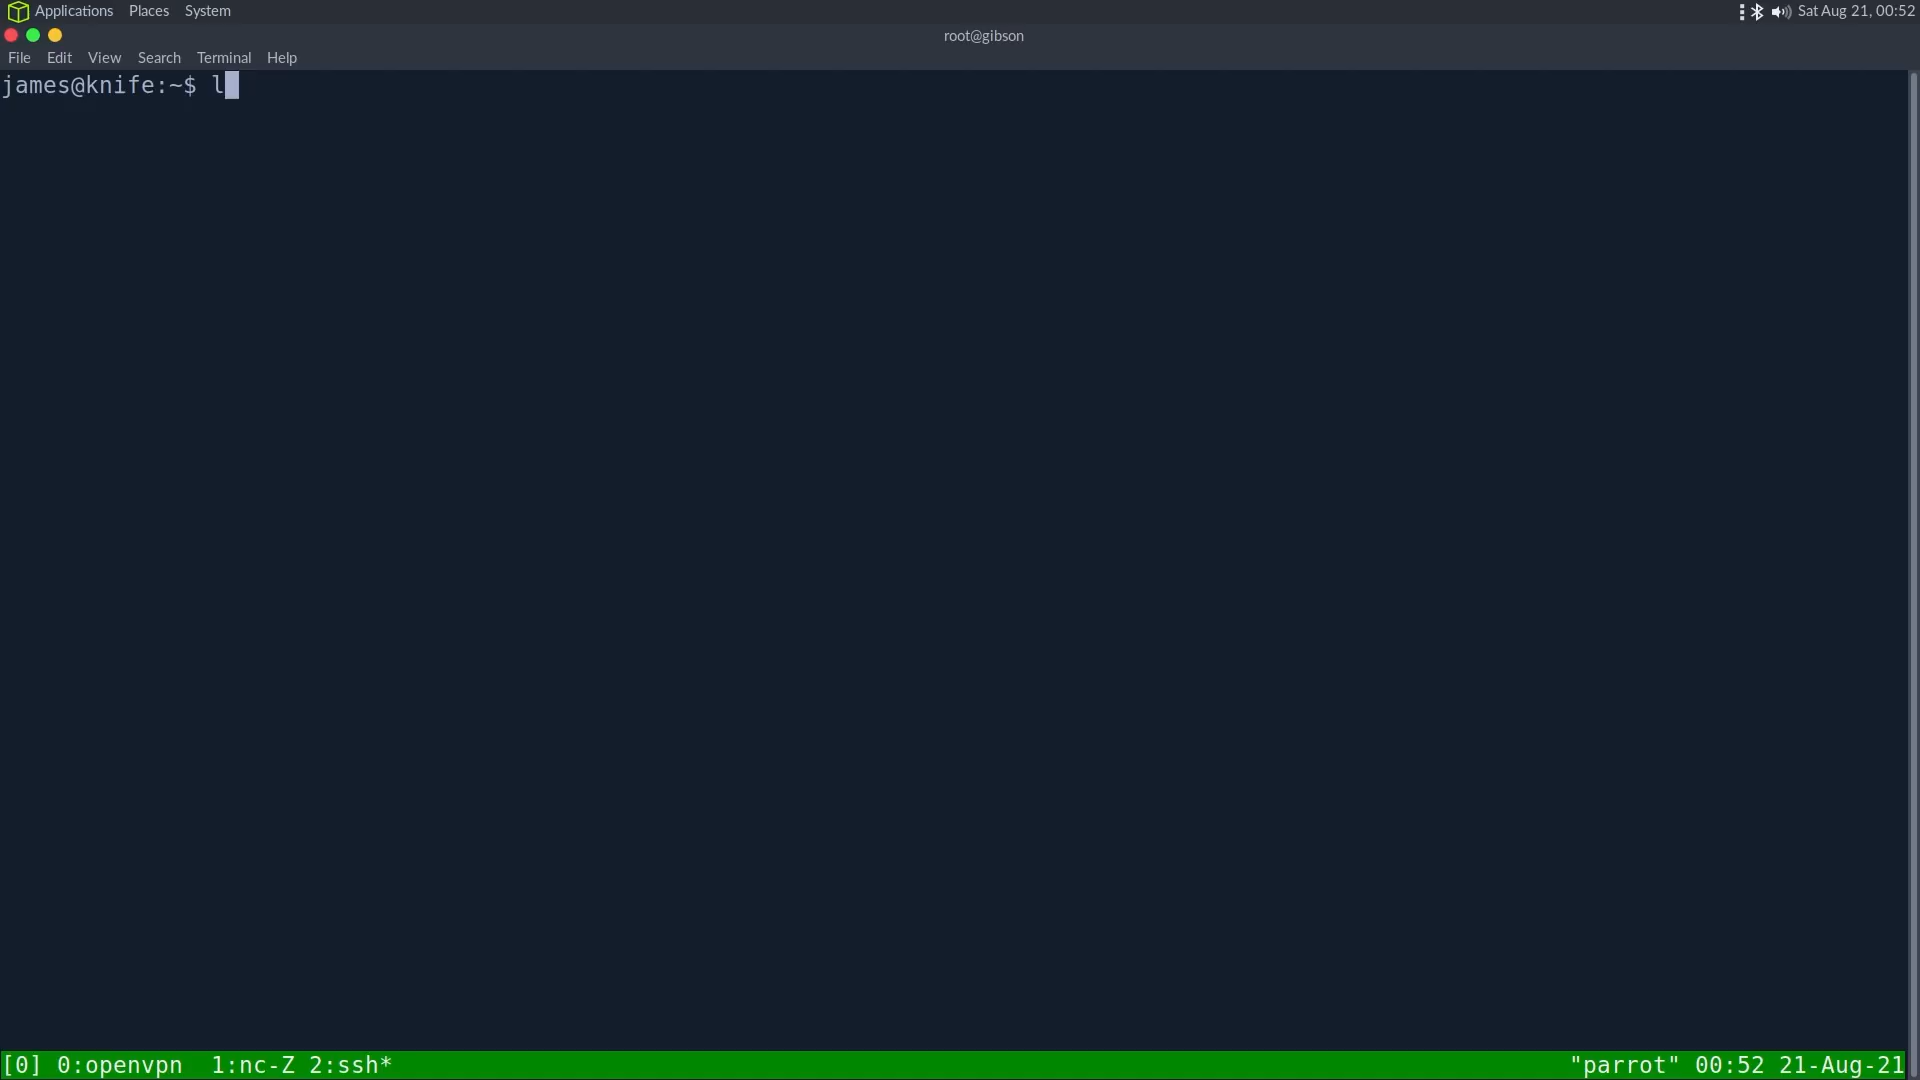 Applications Places System Sat Aug 21, 00:52
root@gibson
File Edit View Search Terminal Help
james@knife:~$ l
[0] 0:openvpn  1:nc-Z 2:ssh* "parrot" 00:52 21-Aug-21